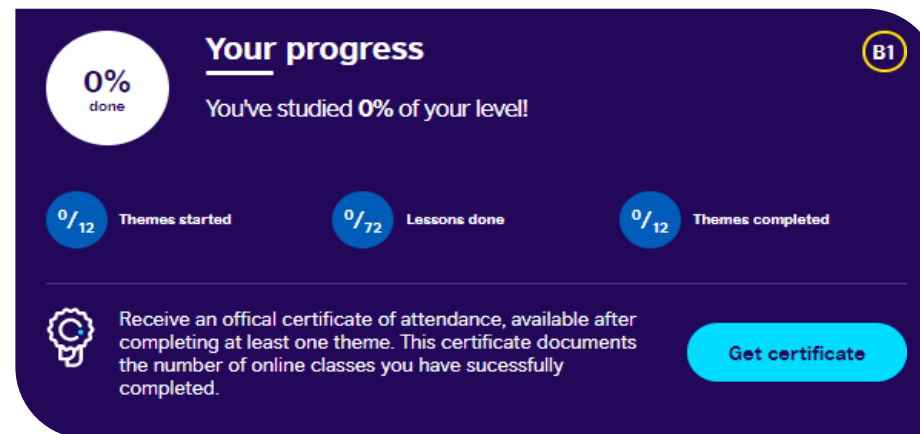 Your progress
B1
0%
done
You've studied 0% of your level!
0/12 Themes started
0/72 Lessons done
0/12 Themes completed
Receive an offical certificate of attendance, available after
completing at least one theme. This certificate documents
the number of online classes you have sucessfully
completed.
Get certificate